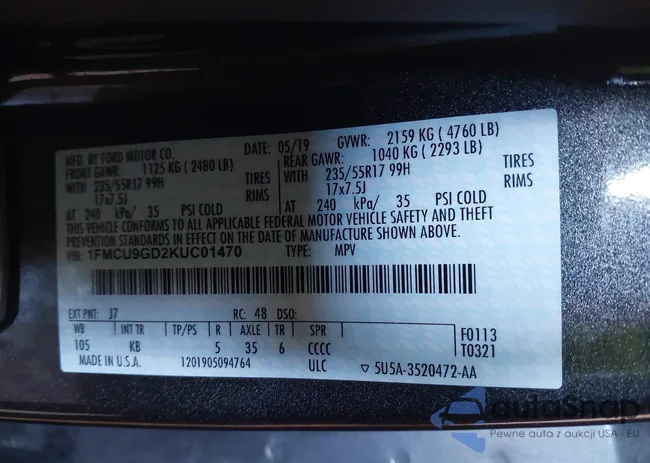 MFD. BY FORD MOTOR CO.
DATE: 05/19 GVWR: 2159 KG ( 4760 LB)
FRONT GAWR: 1125 KG ( 2480 LB)
REAR GAWR: 1040 KG ( 2293 LB)
WITH 235/55R17 99H TIRES
WITH 235/55R17 99H TIRES
17x7.5J RIMS
17x7.5J RIMS
AT 240 kPa/ 35 PSI COLD
AT 240 kPa/ 35 PSI COLD
THIS VEHICLE CONFORMS TO ALL APPLICABLE FEDERAL MOTOR VEHICLE SAFETY AND THEFT
PREVENTION STANDARDS IN EFFECT ON THE DATE OF MANUFACTURE SHOWN ABOVE.
VIN: 1FMCU9GD2KUC01470 TYPE: MPV
EXT PNT: J7 RC: 48 DSO:
WB INT TR TP/PS R AXLE TR SPR F0113
105 KB 5 35 6 CCCC T0321
MADE IN U.S.A. 1201905094764 ULC ▽ 5U5A-3520472-AA
autoSnap
Pewne auta z aukcji USA i EU